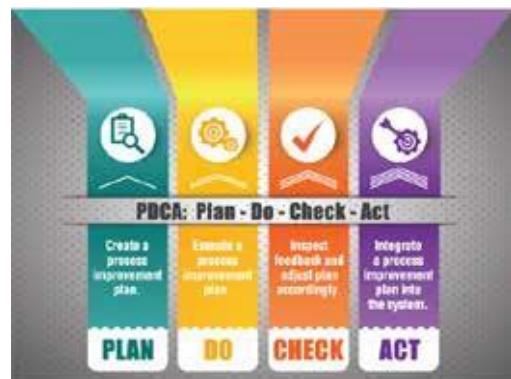 PDCA: Plan - Do - Check - Act
Create a
process
improvement
plan.
Execute a
process
improvement
plan
Inspect
feedback and
adjust plan
accordingly.
Integrate
a process
improvement
plan into
the system.
PLAN
DO
CHECK
ACT